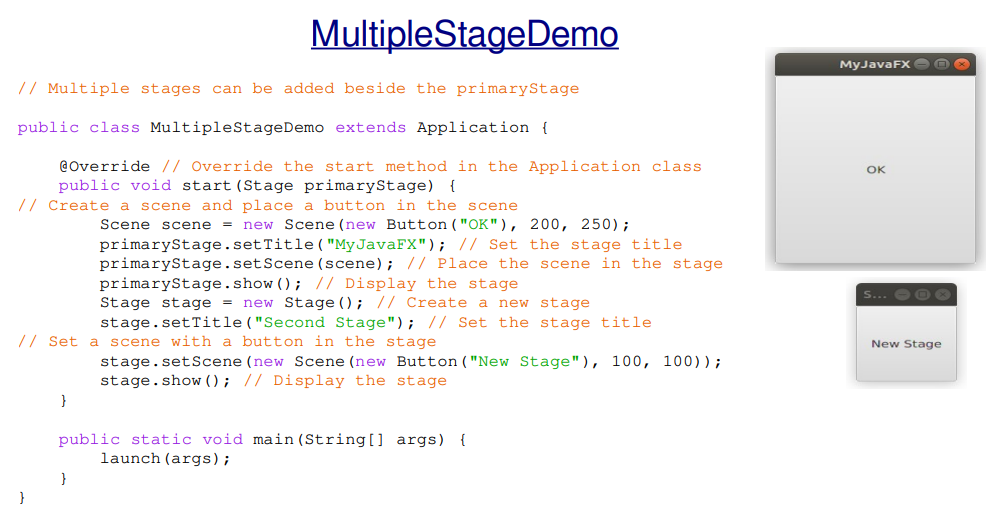 MultipleStageDemo
// Multiple stages can be added beside the primaryStage
public class MultipleStageDemo extends Application {
@Override // Override the start method in the Application class
public void start(Stage primaryStage) {
// Create a scene and place a button in the scene
Scene scene = new Scene(new Button("OK"), 200, 250);
primaryStage.setTitle("MyJavaFX"); // Set the stage title
primaryStage.setScene(scene); // Place the scene in the stage
primaryStage.show(); // Display the stage
Stage stage = new Stage(); // Create a new stage
stage.setTitle("Second Stage"); // Set the stage title
// Set a scene with a button in the stage
stage.setScene(new Scene(new Button("New Stage"), 100, 100));
stage.show(); // Display the stage
}
public static void main(String[] args) {
launch(args);
}
}
MyJavaFX
OK
S...
New Stage